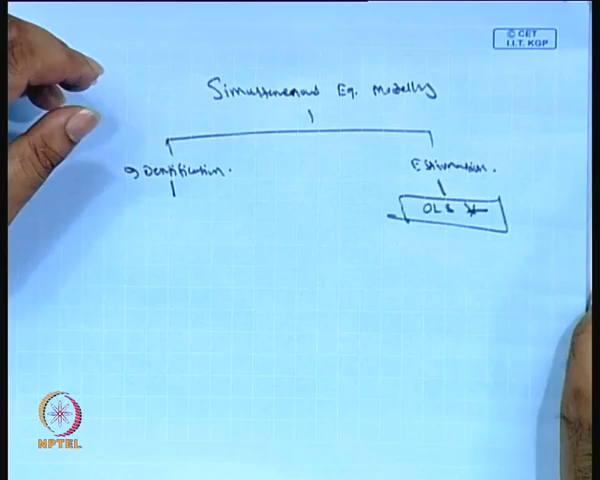 © CET
I.I.T. KGP
Simultaneous Eq. Modelling
Identification.
Estimation.
OLS
NPTEL